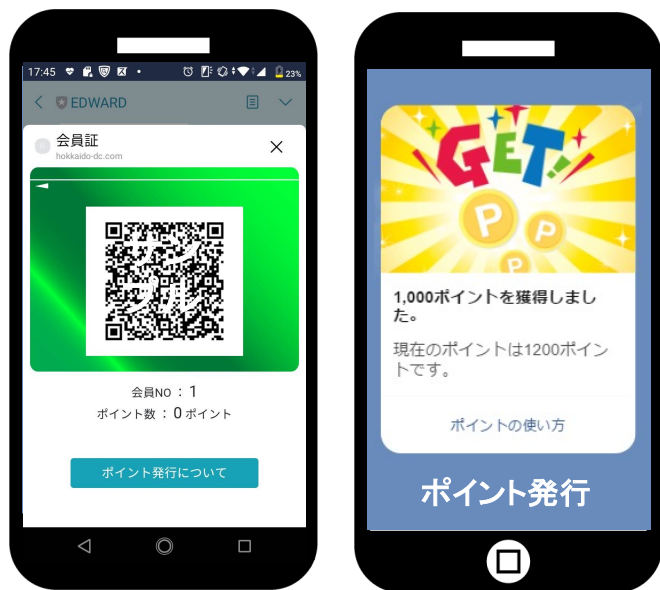 17:45
23%
EDWARD
会員証
hokkaido-dc.com
サン
プル
会員NO : 1
ポイント数 : 0 ポイント
ポイント発行について
GET!
P
P
P
1,000ポイントを獲得しまし
た。
現在のポイントは1200ポイン
トです。
ポイントの使い方
ポイント発行